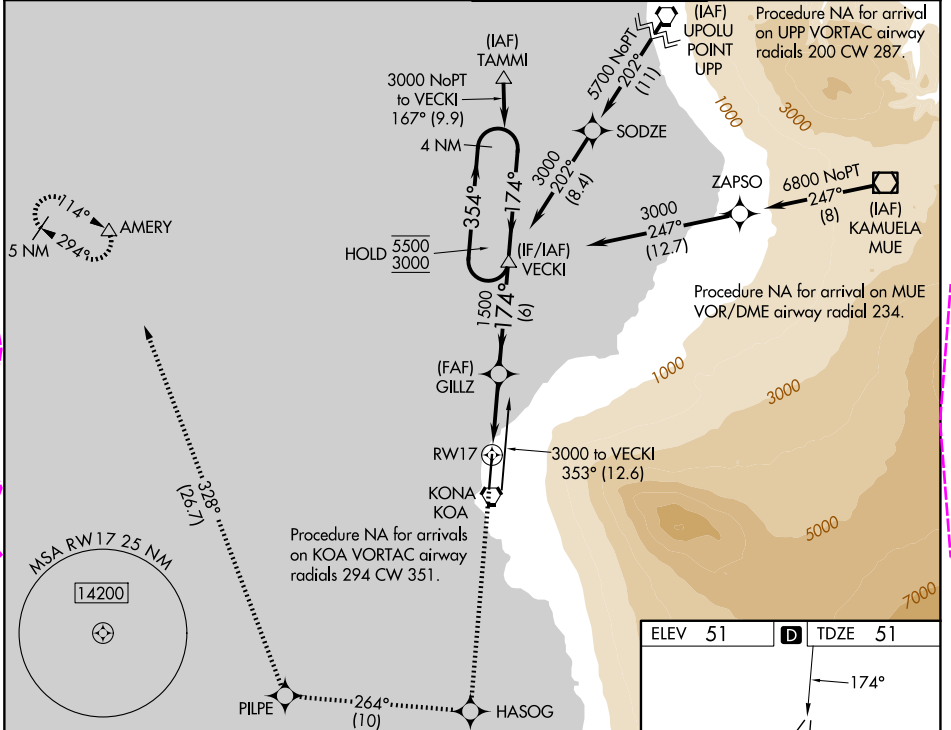 (IAF)
UPOLU
POINT
UPP
Procedure NA for arrival
on UPP VORTAC airway
radials 200 CW 287.
(IAF)
TAMMI
3000 NoPT
to VECKI
167° (9.9)
4 NM
5700 NoPT
202°
(11)
SODZE
1000
3000
3000
202°
(8.4)
ZAPSO
6800 NoPT
247°
(8)
(IAF)
KAMUELA
MUE
3000
247°
(12.7)
354°
174°
HOLD
5500
3000
(IF/IAF)
VECKI
114°
294°
5 NM
AMERY
Procedure NA for arrival on MUE
VOR/DME airway radial 234.
1500
174°
(6)
(FAF)
GILLZ
1000
3000
RW17
3000 to VECKI
353° (12.6)
KONA
KOA
Procedure NA for arrivals
on KOA VORTAC airway
radials 294 CW 351.
5000
7000
328°
(26.7)
MSA RW17 25 NM
14200
PILPE
264°
(10)
HASOG
ELEV 51
D
TDZE 51
174°